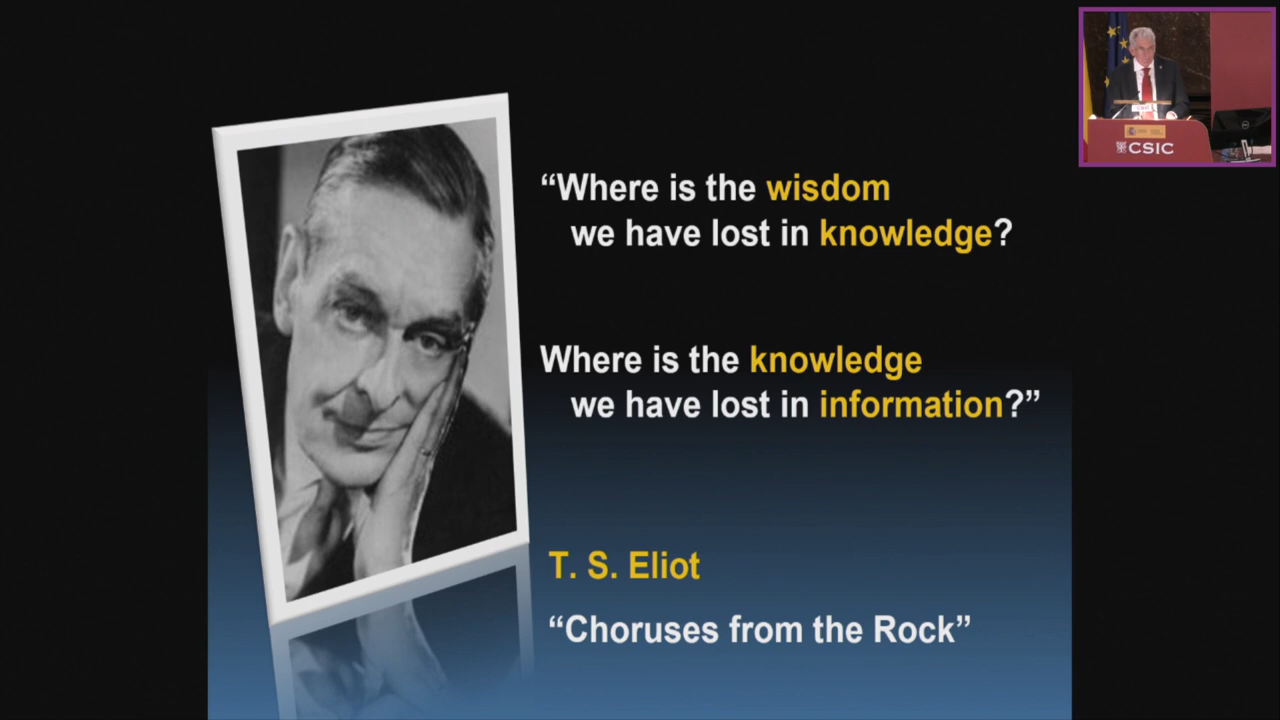 “Where is the wisdom
we have lost in knowledge?
Where is the knowledge
we have lost in information?”
T. S. Eliot
“Choruses from the Rock”
CSIC